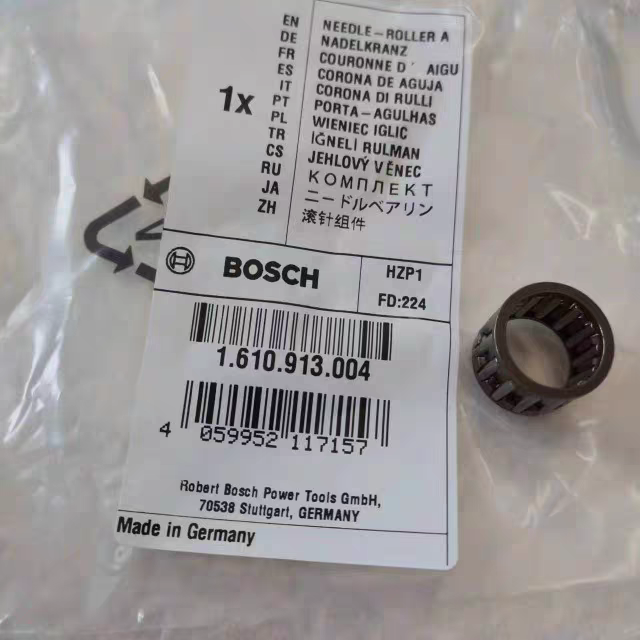 1x
EN NEEDLE-ROLLER A
DE NADELKRANZ
FR COURONNE D' AIGU
ES CORONA DE AGUJA
IT CORONA DI RULLI
PT PORTA-AGULHAS
PL WIENIEC IGLIC
TR IĞNELİ RULMAN
CS JEHLOVÝ VĚNEC
RU КОМПЛЕКТ
JA ニードルベアリン
ZH 滚针组件
BOSCH
HZP1
FD:224
1.610.913.004
4 059952 117157
Robert Bosch Power Tools GmbH,
70538 Stuttgart, GERMANY
Made in Germany